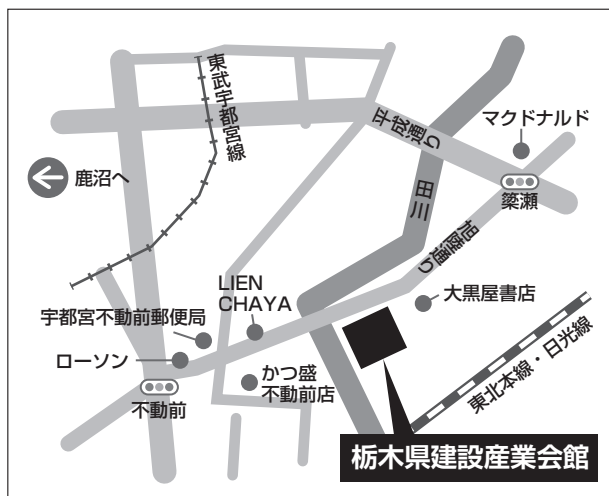 東武宇都宮線
平成通り
マクドナルド
鹿沼へ
田川
簗瀬
旭陵通り
LIEN
CHAYA
大黒屋書店
宇都宮不動前郵便局
ローソン
かつ盛
不動前店
不動前
東北本線・日光線
栃木県建設産業会館